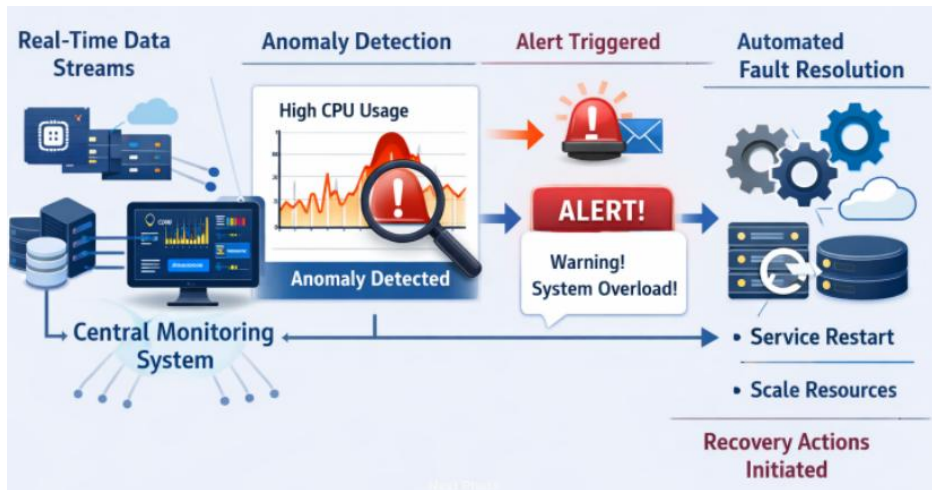 Real-Time Data
Streams
Anomaly Detection
Alert Triggered
Automated
Fault Resolution
High CPU Usage
Anomaly Detected
ALERT!
Warning!
System Overload!
Central Monitoring
System
• Service Restart
• Scale Resources
Recovery Actions
Initiated